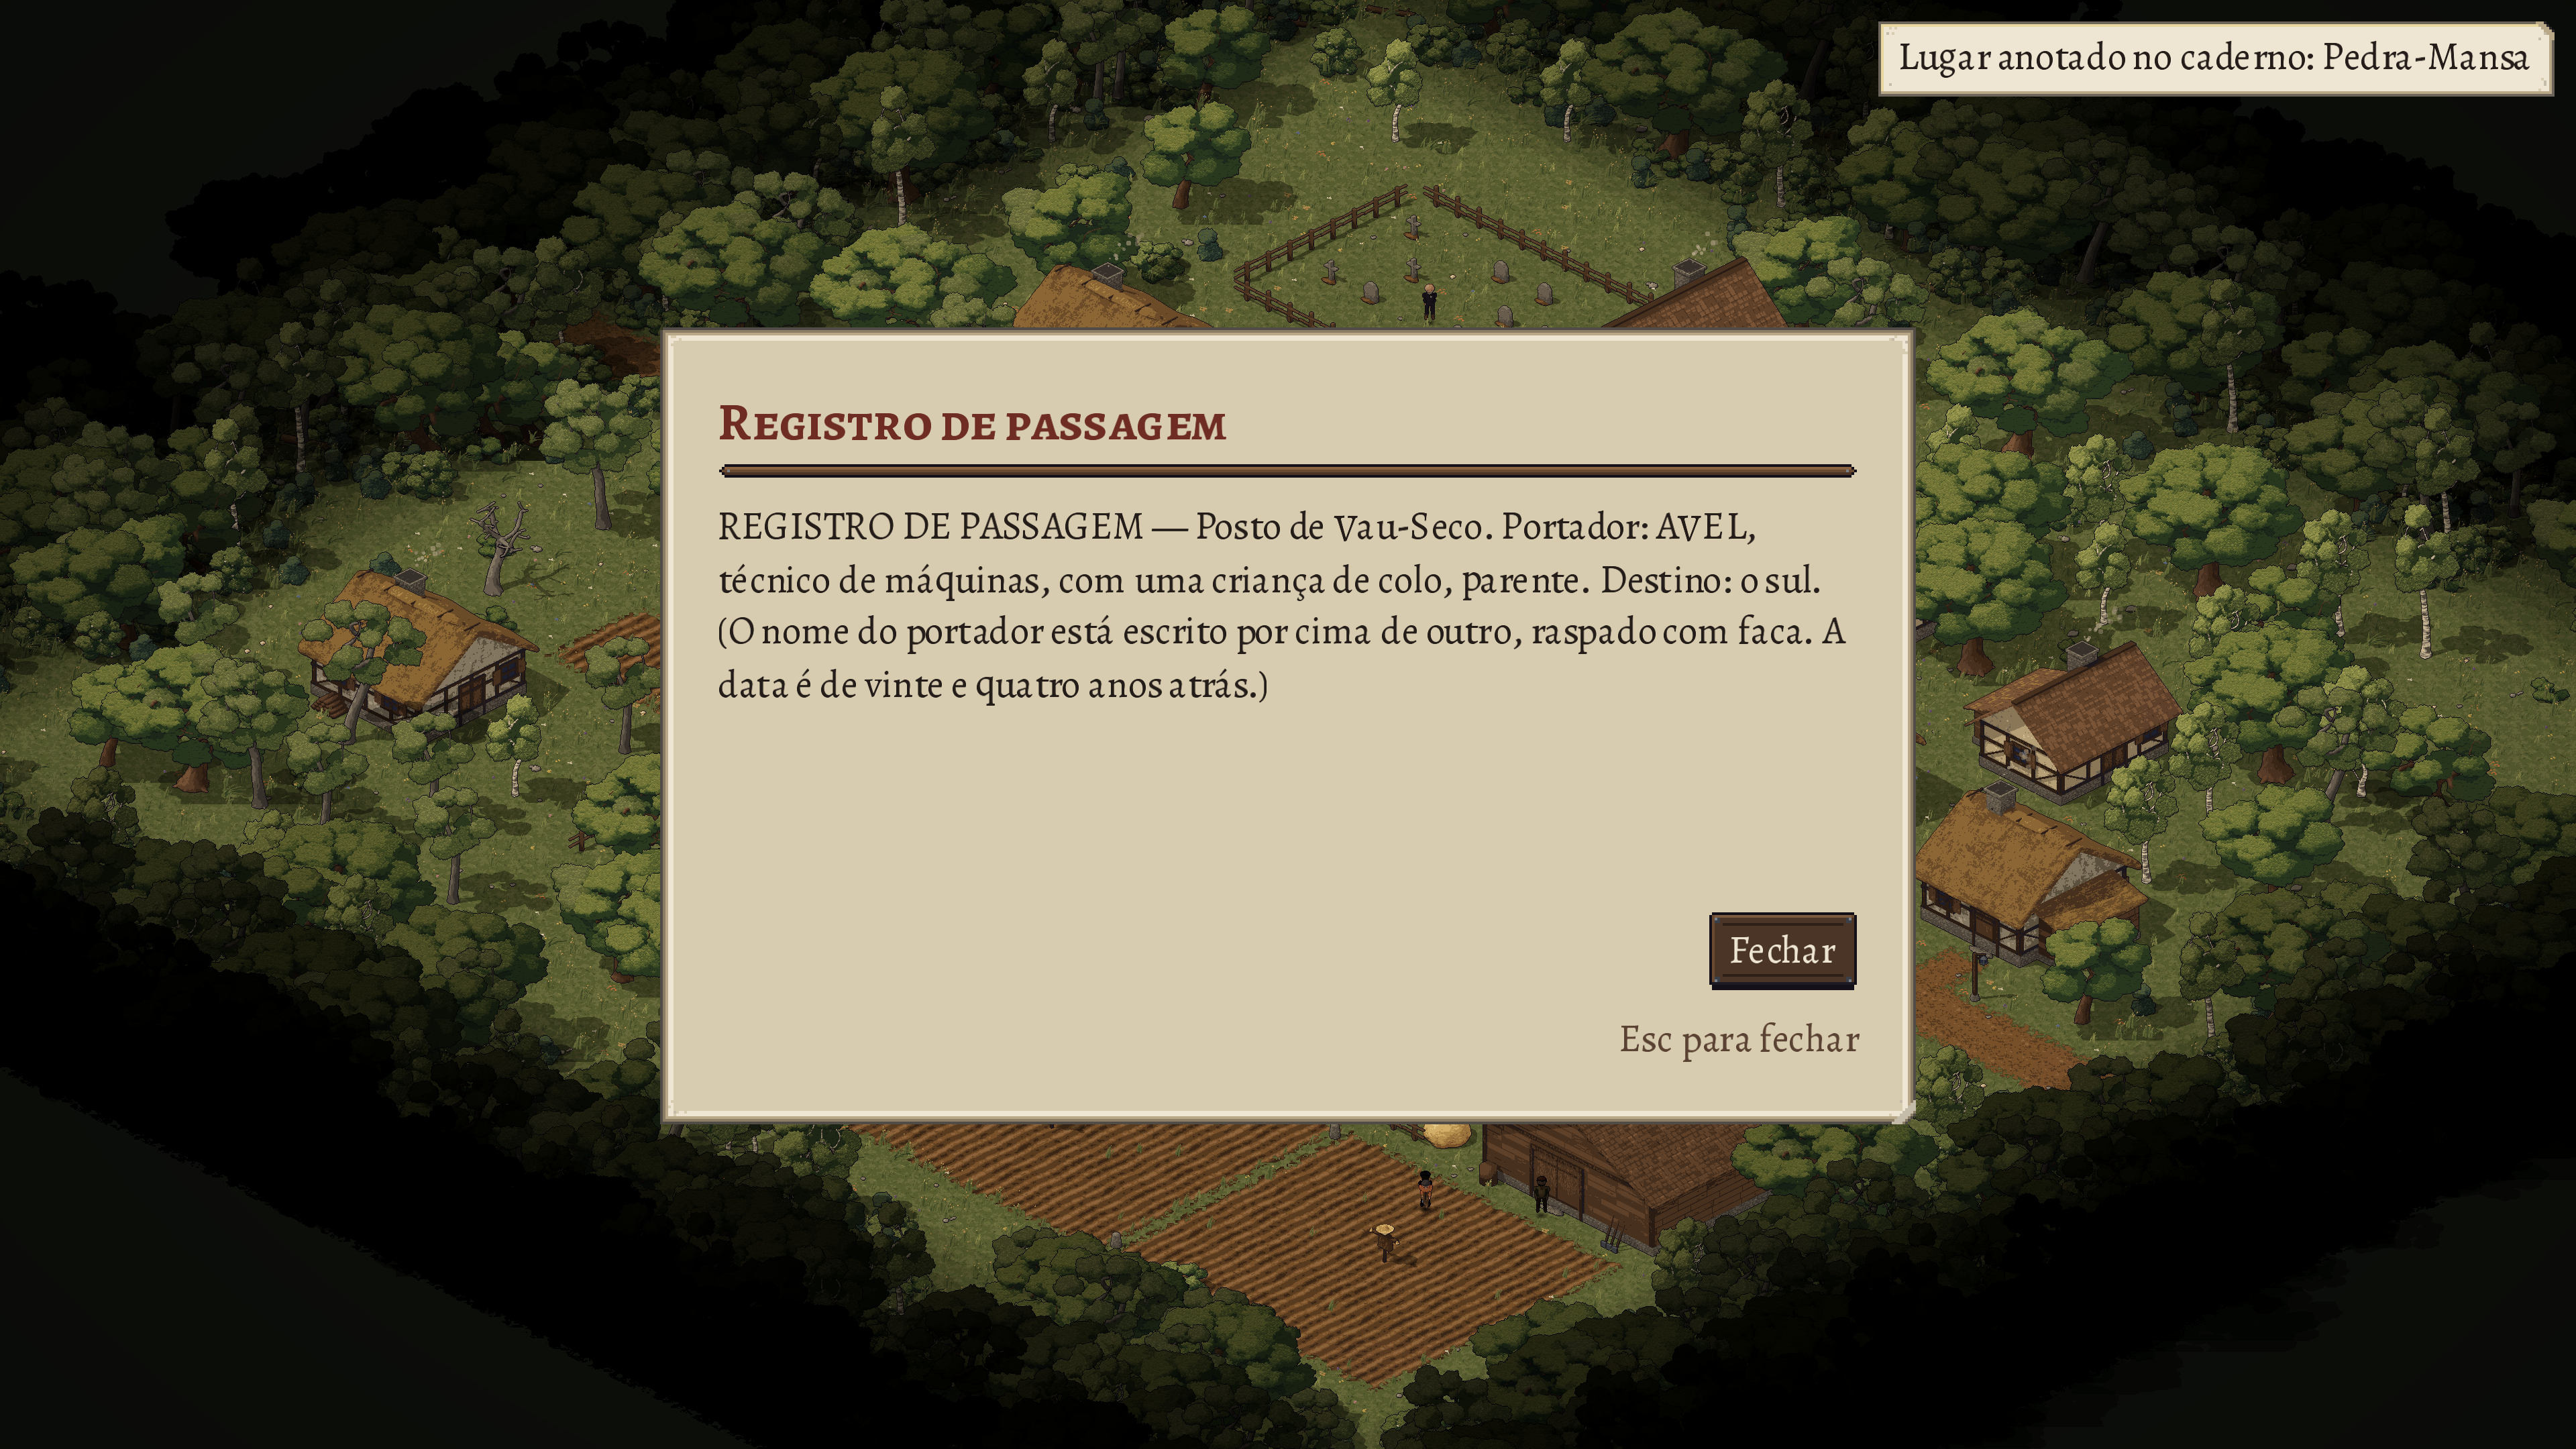 Lugar anotado no caderno: Pedra-Mansa
REGISTRO DE PASSAGEM
REGISTRO DE PASSAGEM — Posto de Vau-Seco. Portador: AVEL,
técnico de máquinas, com uma criança de colo, parente. Destino: o sul.
(O nome do portador está escrito por cima de outro, raspado com faca. A
data é de vinte e quatro anos atrás.)
Fechar
Esc para fechar